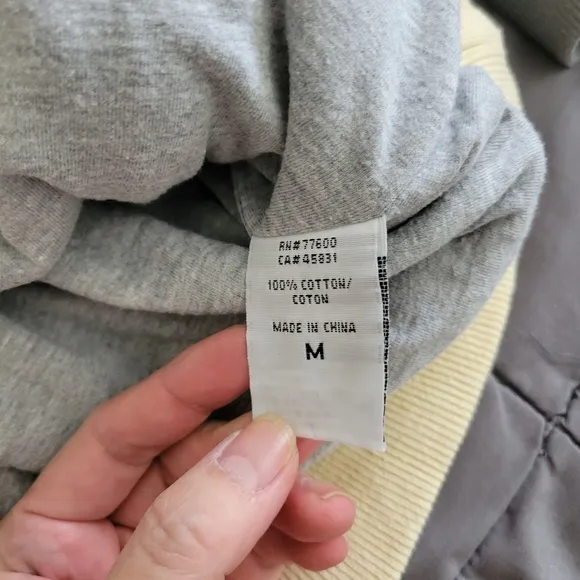 RN#77600
CA#45831
100% COTTON/
COTON
MADE IN CHINA
M